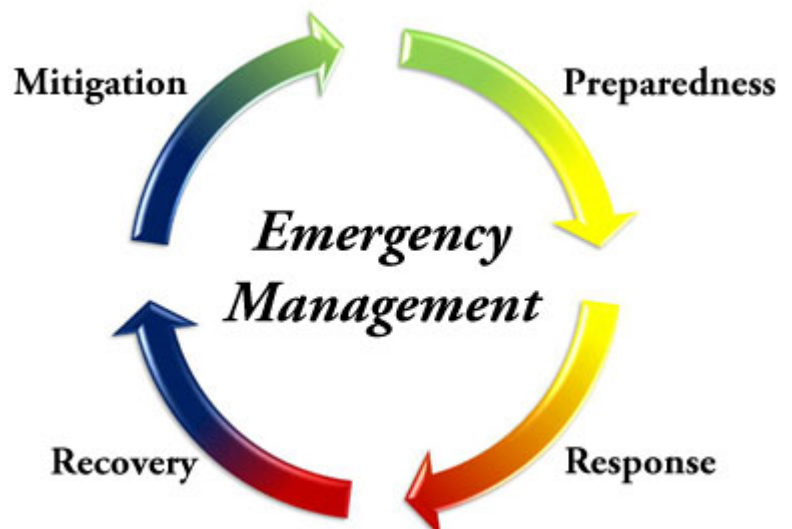 Mitigation
Preparedness
Emergency
Management
Recovery
Response